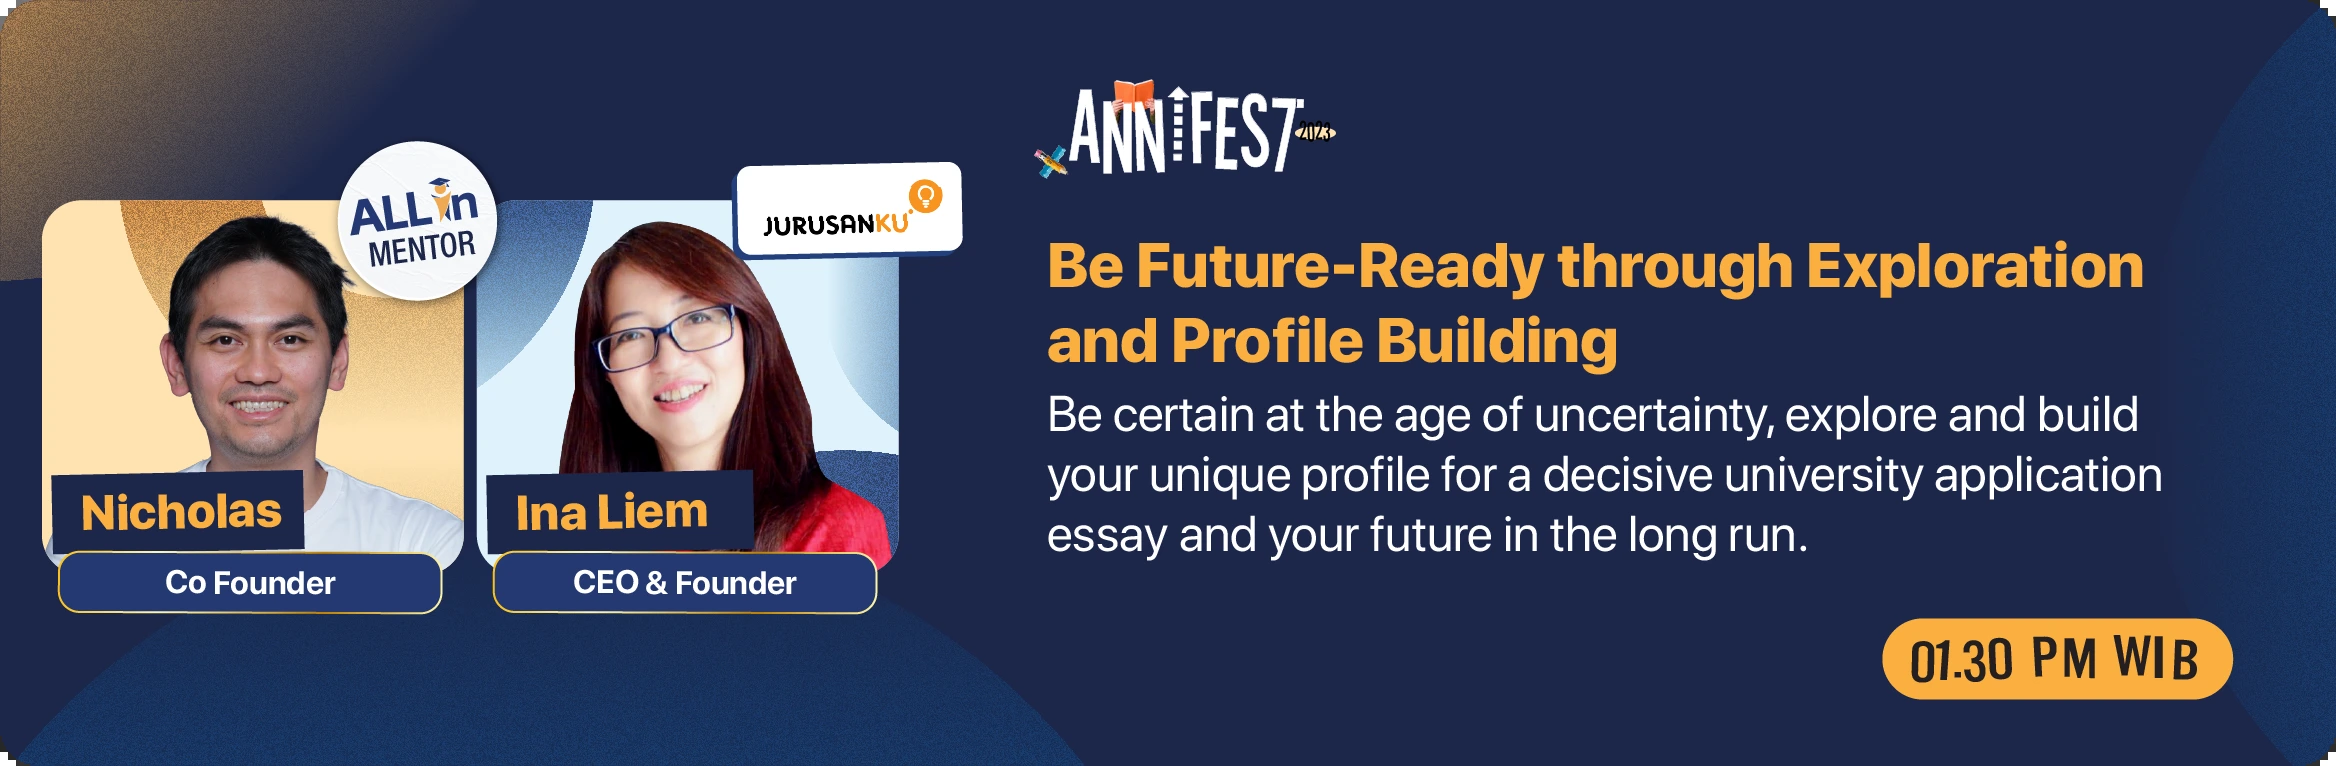 ALLin
MENTOR
JURUSANKU
Nicholas
Co Founder
Ina Liem
CEO & Founder
ANNIFEST
2023
Be Future-Ready through Exploration
and Profile Building
Be certain at the age of uncertainty, explore and build
your unique profile for a decisive university application
essay and your future in the long run.
01.30 PM WIB